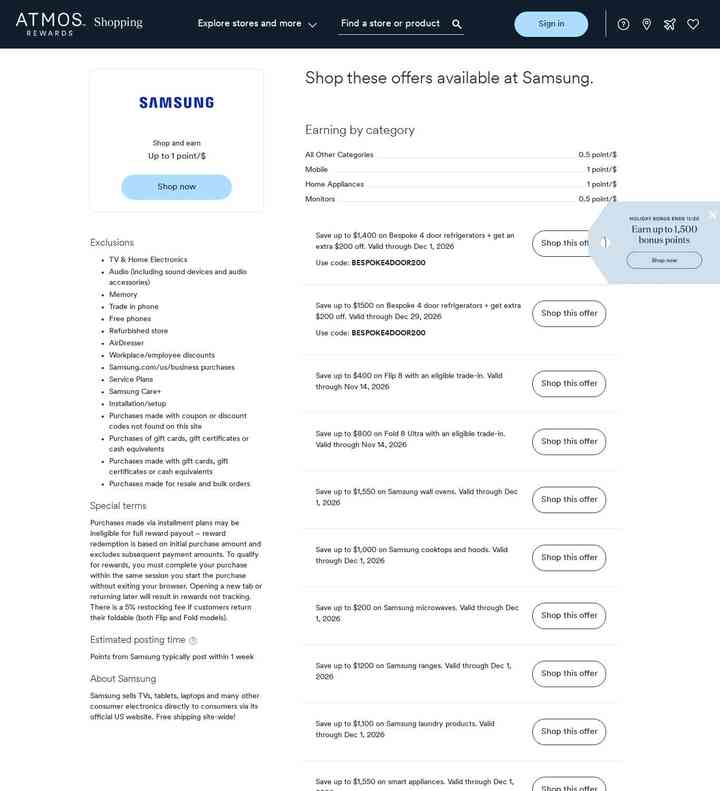 ATMOS™
REWARDS
Shopping
Explore stores and more
Find a store or product
Sign in
SAMSUNG
Shop and earn
Up to 1 point/$
Shop now
Exclusions
• TV & Home Electronics
• Audio (including sound devices and audio
accessories)
• Memory
• Trade in phone
• Free phones
• Refurbished store
• AirDresser
• Workplace/employee discounts
• Samsung.com/us/business purchases
• Service Plans
• Samsung Care+
• Installation/setup
• Purchases made with coupon or discount
codes not found on this site
• Purchases of gift cards, gift certificates or
cash equivalents
• Purchases made with gift cards, gift
certificates or cash equivalents
• Purchases made for resale and bulk orders
Special terms
Purchases made via installment plans may be
ineligible for full reward payout – reward
redemption is based on initial purchase amount and
excludes subsequent payment amounts. To qualify
for rewards, you must complete your purchase
within the same session you start the purchase
without exiting your browser. Opening a new tab or
returning later will result in rewards not tracking.
There is a 5% restocking fee if customers return
their foldable (both Flip and Fold models).
Estimated posting time
Points from Samsung typically post within 1 week
About Samsung
Samsung sells TVs, tablets, laptops and many other
consumer electronics directly to consumers via its
official US website. Free shipping site-wide!
Shop these offers available at Samsung.
Earning by category
All Other Categories 0.5 point/$
Mobile 1 point/$
Home Appliances 1 point/$
Monitors 0.5 point/$
Save up to $1,400 on Bespoke 4 door refrigerators + get an
extra $200 off. Valid through Dec 1, 2026
Use code: BESPOKE4DOOR200
Shop this off
Save up to $1500 on Bespoke 4 door refrigerators + get extra
$200 off. Valid through Dec 29, 2026
Use code: BESPOKE4DOOR200
Shop this offer
Save up to $400 on Flip 8 with an eligible trade-in. Valid
through Nov 14, 2026
Shop this offer
Save up to $800 on Fold 8 Ultra with an eligible trade-in.
Valid through Nov 14, 2026
Shop this offer
Save up to $1,550 on Samsung wall ovens. Valid through Dec
1, 2026
Shop this offer
Save up to $1,000 on Samsung cooktops and hoods. Valid
through Dec 1, 2026
Shop this offer
Save up to $200 on Samsung microwaves. Valid through Dec
1, 2026
Shop this offer
Save up to $1200 on Samsung ranges. Valid through Dec 1,
2026
Shop this offer
Save up to $1,100 on Samsung laundry products. Valid
through Dec 1, 2026
Shop this offer
Save up to $1,550 on smart appliances. Valid through Dec 1,
Shop this offer
HOLIDAY BONUS ENDS 11/20
Earn up to 1,500
bonus points
Shop now